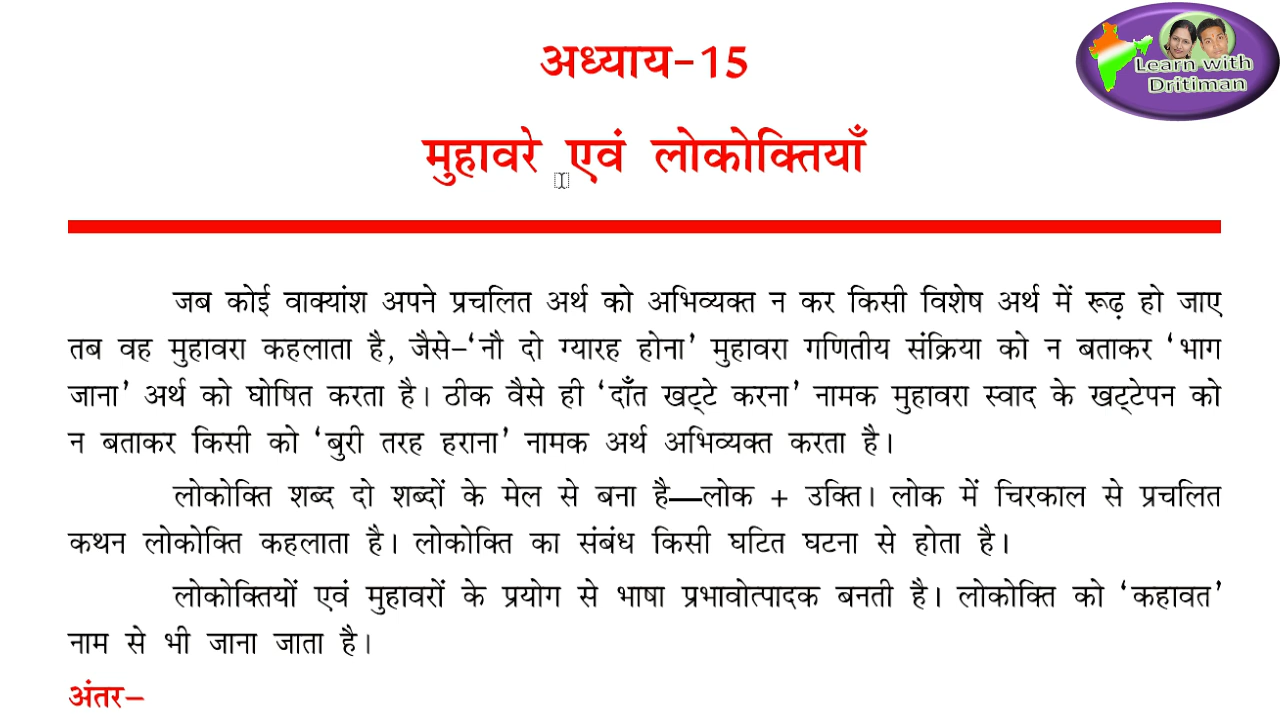 अध्याय-15
Learn with
Dritiman
मुहावरे एवं लोकोक्तियाँ
जब कोई वाक्यांश अपने प्रचलित अर्थ को अभिव्यक्त न कर किसी विशेष अर्थ में रूढ़ हो जाए
तब वह मुहावरा कहलाता है, जैसे-‘नौ दो ग्यारह होना’ मुहावरा गणितीय संक्रिया को न बताकर ‘भाग
जाना’ अर्थ को घोषित करता है। ठीक वैसे ही ‘दाँत खट्टे करना’ नामक मुहावरा स्वाद के खट्टेपन को
न बताकर किसी को ‘बुरी तरह हराना’ नामक अर्थ अभिव्यक्त करता है।
लोकोक्ति शब्द दो शब्दों के मेल से बना है—लोक + उक्ति। लोक में चिरकाल से प्रचलित
कथन लोकोक्ति कहलाता है। लोकोक्ति का संबंध किसी घटित घटना से होता है।
लोकोक्तियों एवं मुहावरों के प्रयोग से भाषा प्रभावोत्पादक बनती है। लोकोक्ति को ‘कहावत’
नाम से भी जाना जाता है।
अंतर–